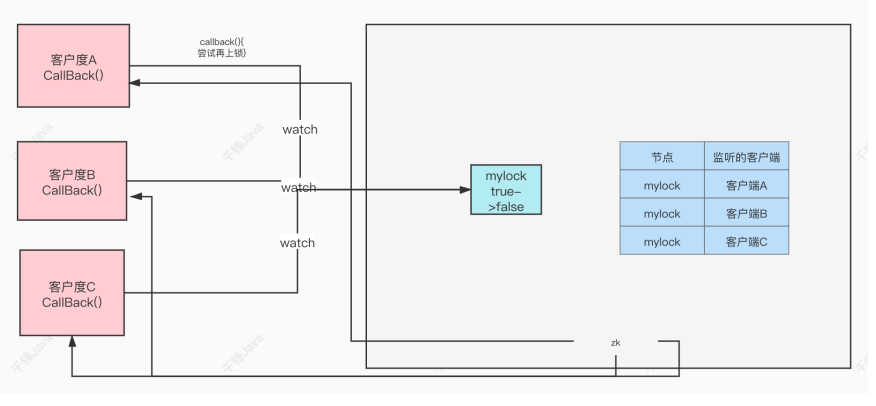 客户度A
CallBack()
callback(){
尝试再上锁}
watch
客户度B
CallBack()
watch
客户度C
CallBack()
watch
mylock
true–
>false
节点 监听的客户端
mylock 客户端A
mylock 客户端B
mylock 客户端C
zk
千锋Java
千锋Java
千锋Java
千锋Java